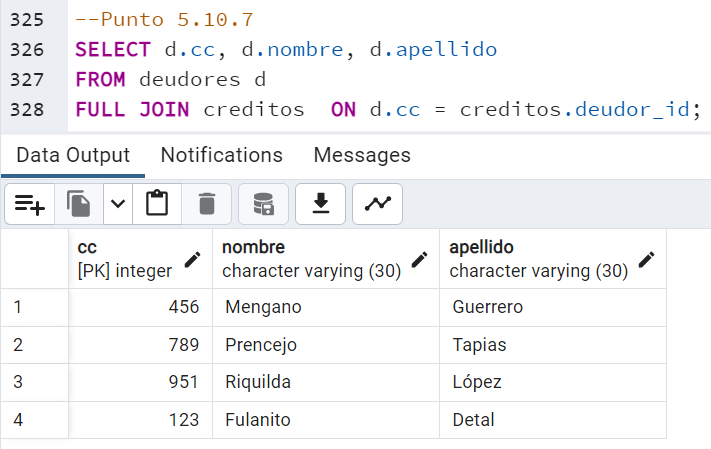 325 --Punto 5.10.7
326 SELECT d.cc, d.nombre, d.apellido
327 FROM deudores d
328 FULL JOIN creditos  ON d.cc = creditos.deudor_id;
Data Output Notifications Messages
cc nombre apellido
[PK] integer character varying (30) character varying (30)
1 456 Mengano Guerrero
2 789 Prencejo Tapias
3 951 Riquilda López
4 123 Fulanito Detal